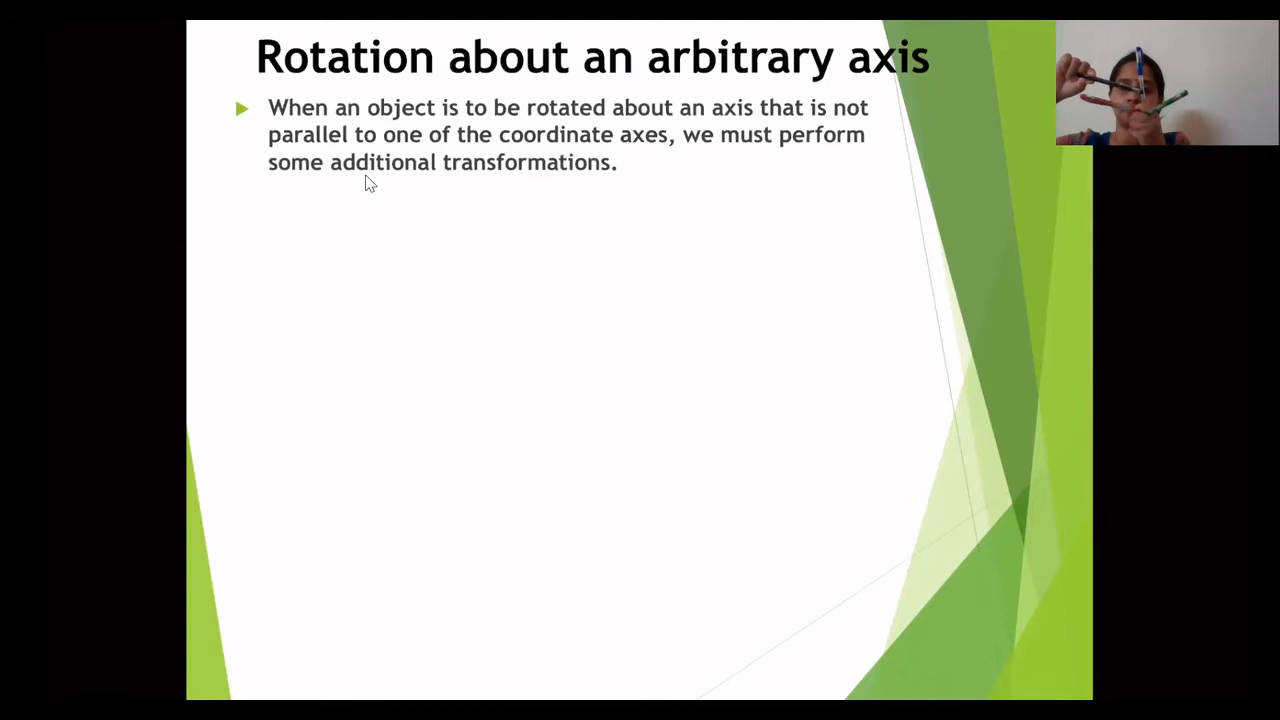 Rotation about an arbitrary axis
When an object is to be rotated about an axis that is not
parallel to one of the coordinate axes, we must perform
some additional transformations.